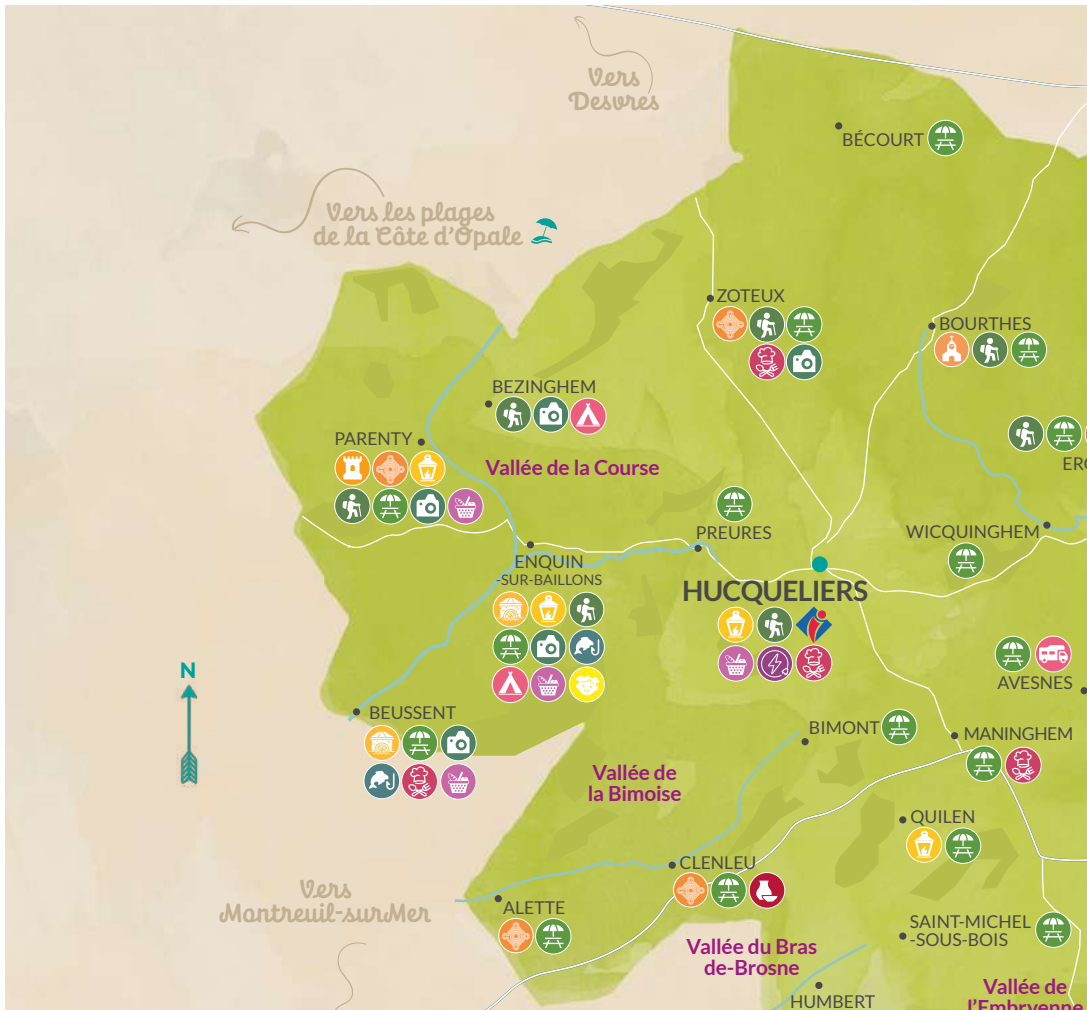 Vers
Desvres
BÉCOURT
Vers les plages
de la Côte d'Opale
ZOTEUX
BOURTHES
BEZINGHEM
PARENTY
Vallée de la Course
ERG
WICQUINGHEM
PREURES
ENQUIN
-SUR-BAILLONS
HUCQUELIERS
N
AVESNES
BEUSSENT
BIMONT
MANINGHEM
Vallée de
la Bimoise
QUILEN
CLENLEU
Vers
Montreuil-surMer
ALETTE
SAINT-MICHEL
-SOUS-BOIS
Vallée du Bras
de-Brosne
HUMBERT
Vallée de
l'Embryenne